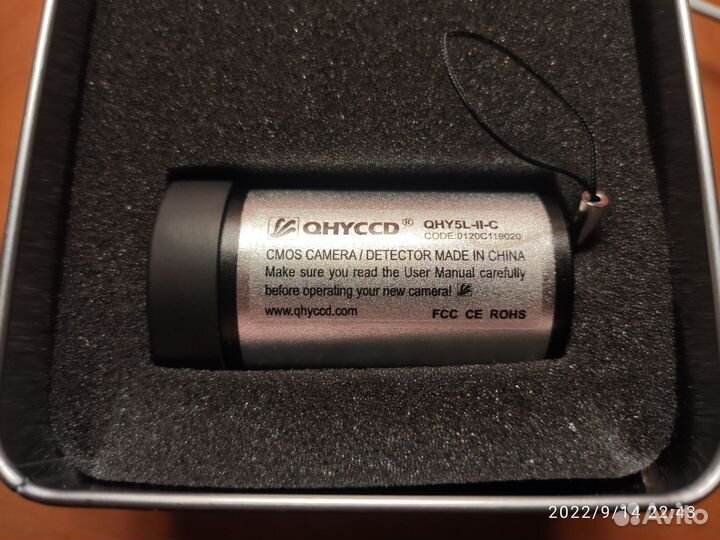 QHYCCD® QHY5L-II-C
CODE:0120C119020
CMOS CAMERA / DETECTOR MADE IN CHINA
Make sure you read the User Manual carefully
before operating your new camera!
www.qhyccd.com FCC CE ROHS
2022/9/14 22:43
Avito